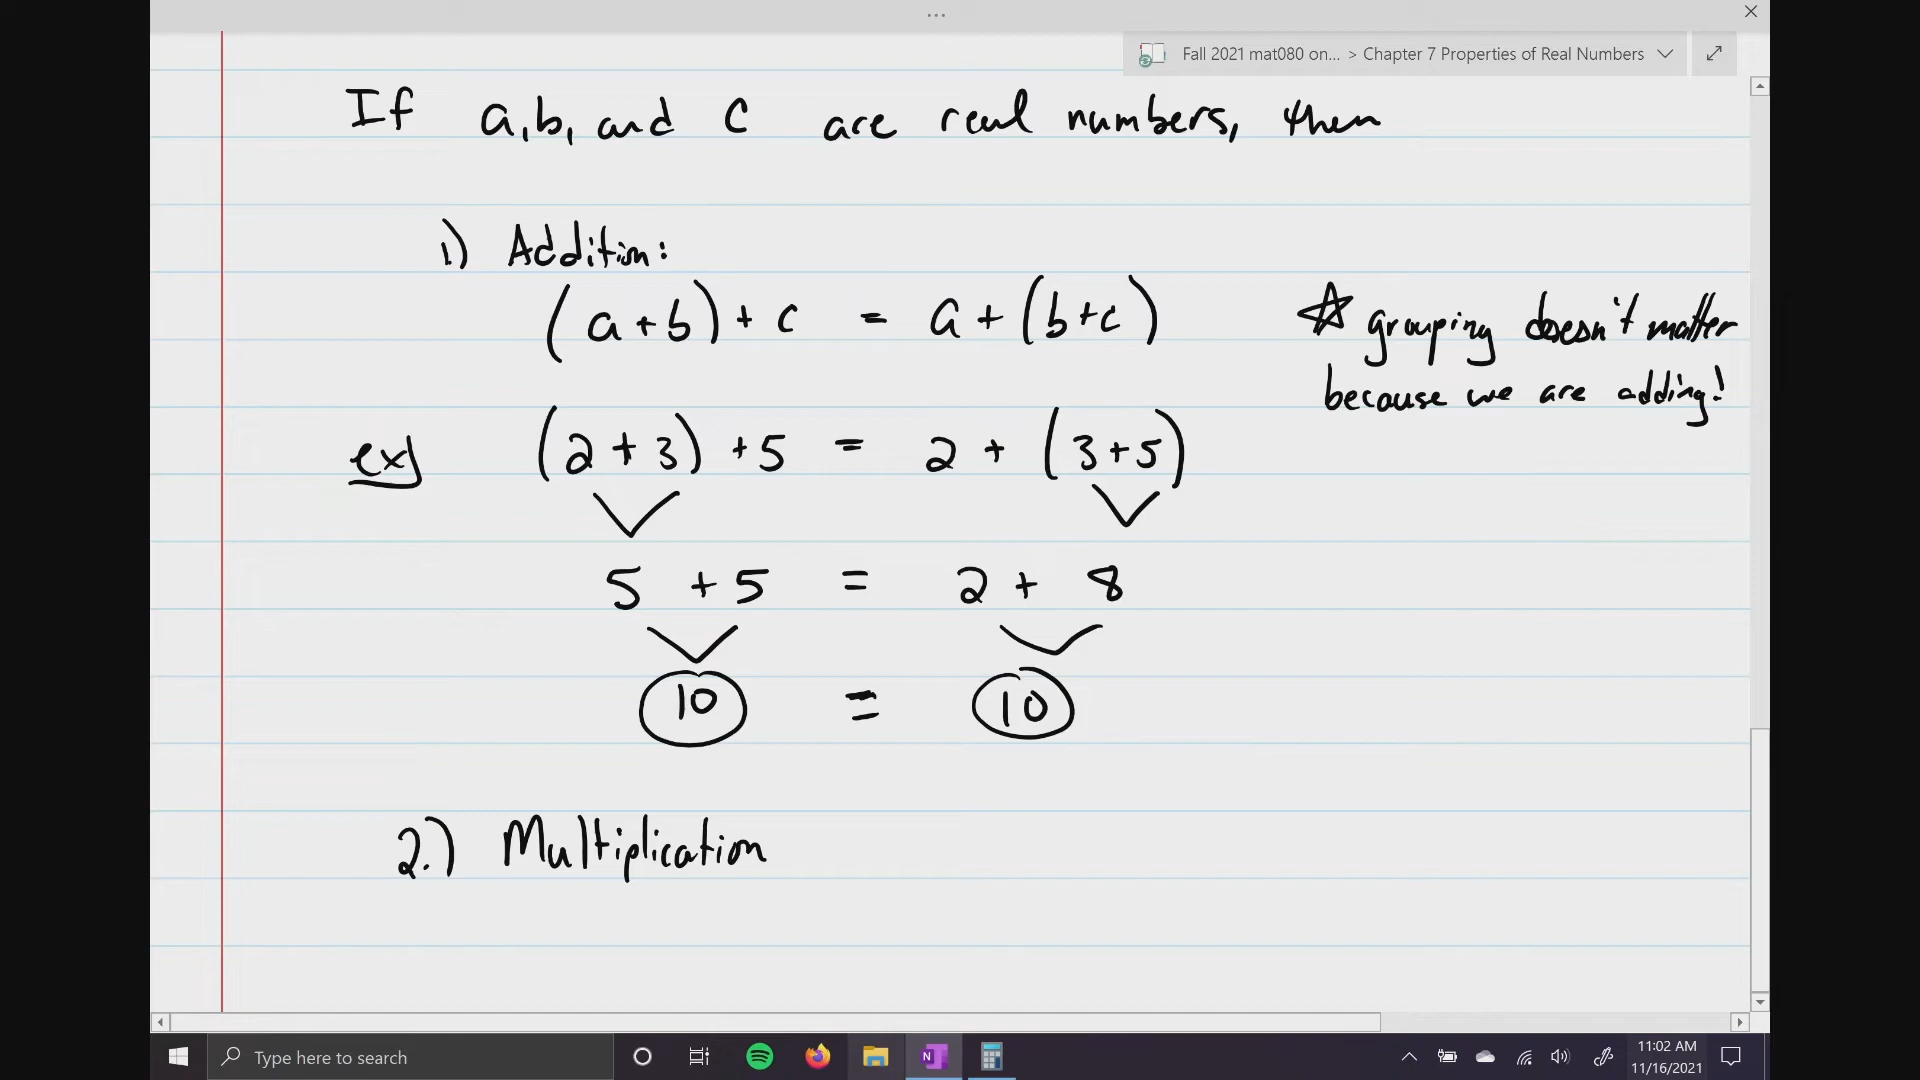 ...
Fall 2021 mat080 on... > Chapter 7 Properties of Real Numbers
If a,b, and c are real numbers, then
1.) Addition:
(a+b)+c = a+(b+c)
☆ grouping doesn't matter
because we are adding!
ex) (2+3)+5 = 2+(3+5)
5 +5 = 2+ 8
10 = 10
2.) Multiplication
Type here to search
11:02 AM
11/16/2021